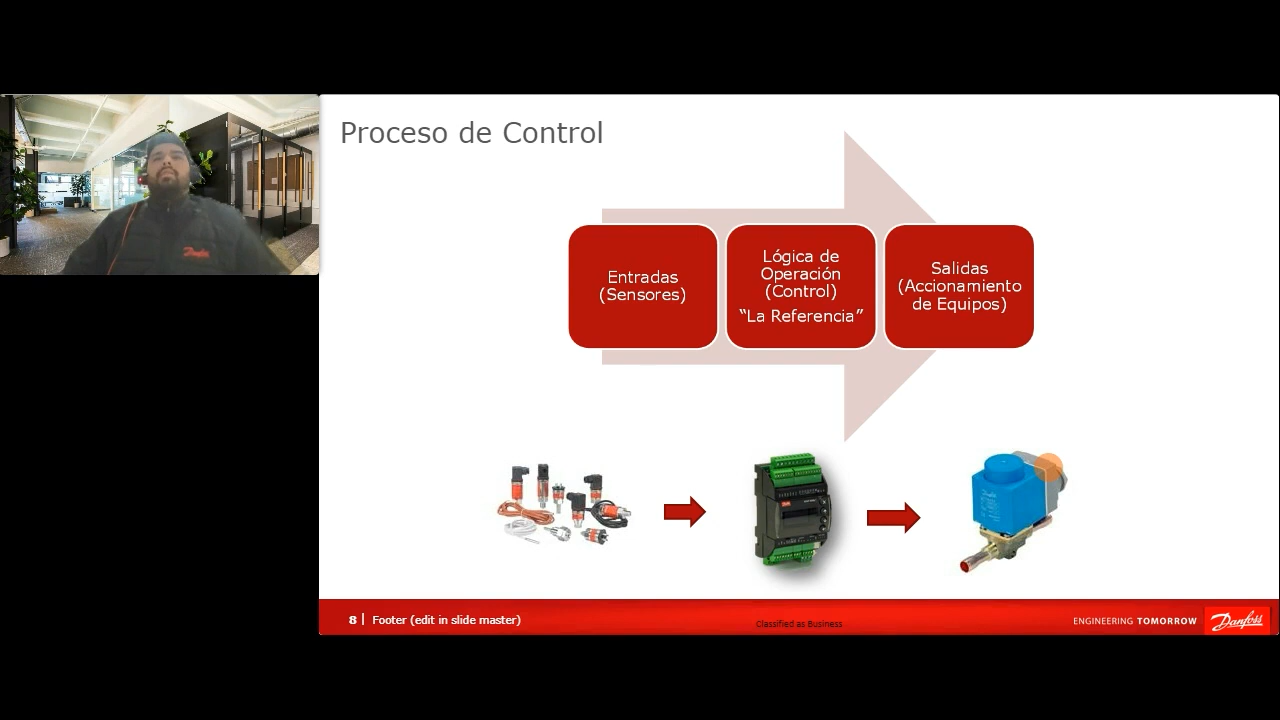 Proceso de Control
Entradas
(Sensores)
Lógica de
Operación
(Control)
“La Referencia”
Salidas
(Accionamiento
de Equipos)
8 | Footer (edit in slide master)
Classified as Business
ENGINEERING TOMORROW
Danfoss
Danfoss